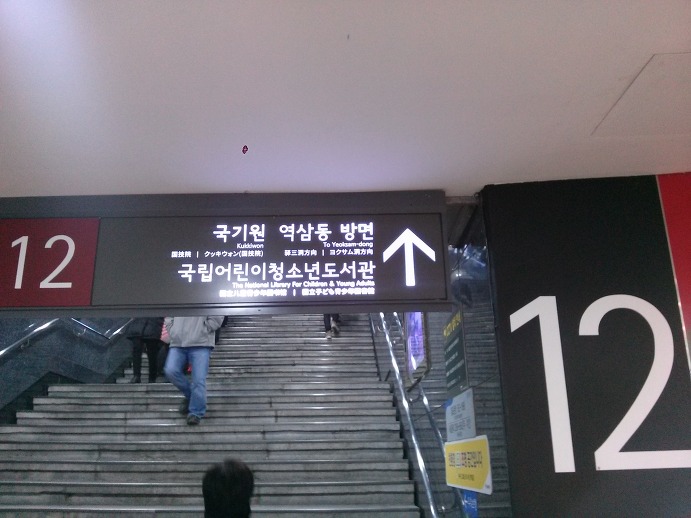 12
국기원 역삼동 방면
Kukkiwon To Yeoksam-dong
国技院 | クッキウォン(国技院) 驿三洞方向 | ヨクサム洞方向
국립어린이청소년도서관
The National Library For Children & Young Adults
12